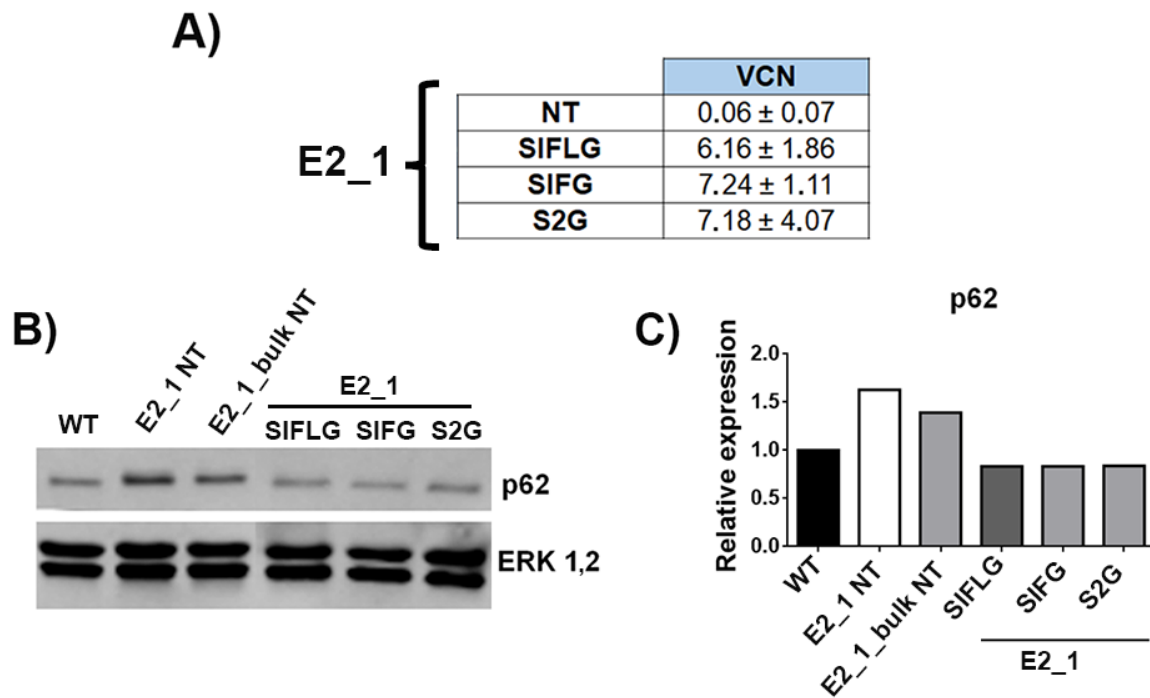 A)
VCN
NT 0.06 ± 0.07
SIFLG 6.16 ± 1.86
SIFG 7.24 ± 1.11
S2G 7.18 ± 4.07
E2_1
B)
WT E2_1 NT E2_1_bulk NT E2_1
SIFLG SIFG S2G
p62
ERK 1,2
C)
p62
Relative expression
2.0
1.5
1.0
0.5
0.0
WT E2_1 NT E2_1_bulk NT SIFLG SIFG S2G
E2_1